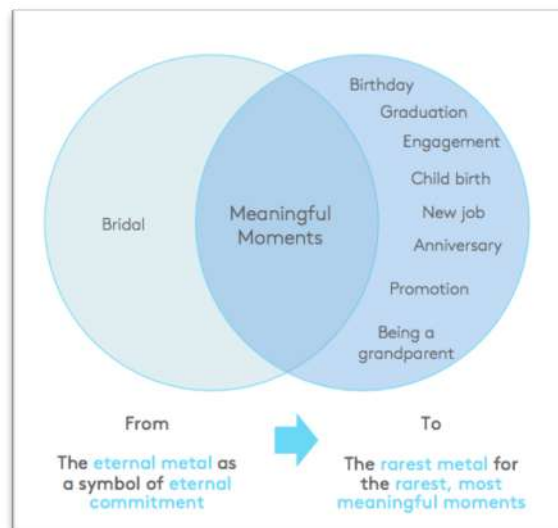 Birthday
Graduation
Engagement
Child birth
New job
Anniversary
Promotion
Being a
grandparent
Bridal
Meaningful
Moments
From
The eternal metal as
a symbol of eternal
commitment
To
The rarest metal for
the rarest, most
meaningful moments